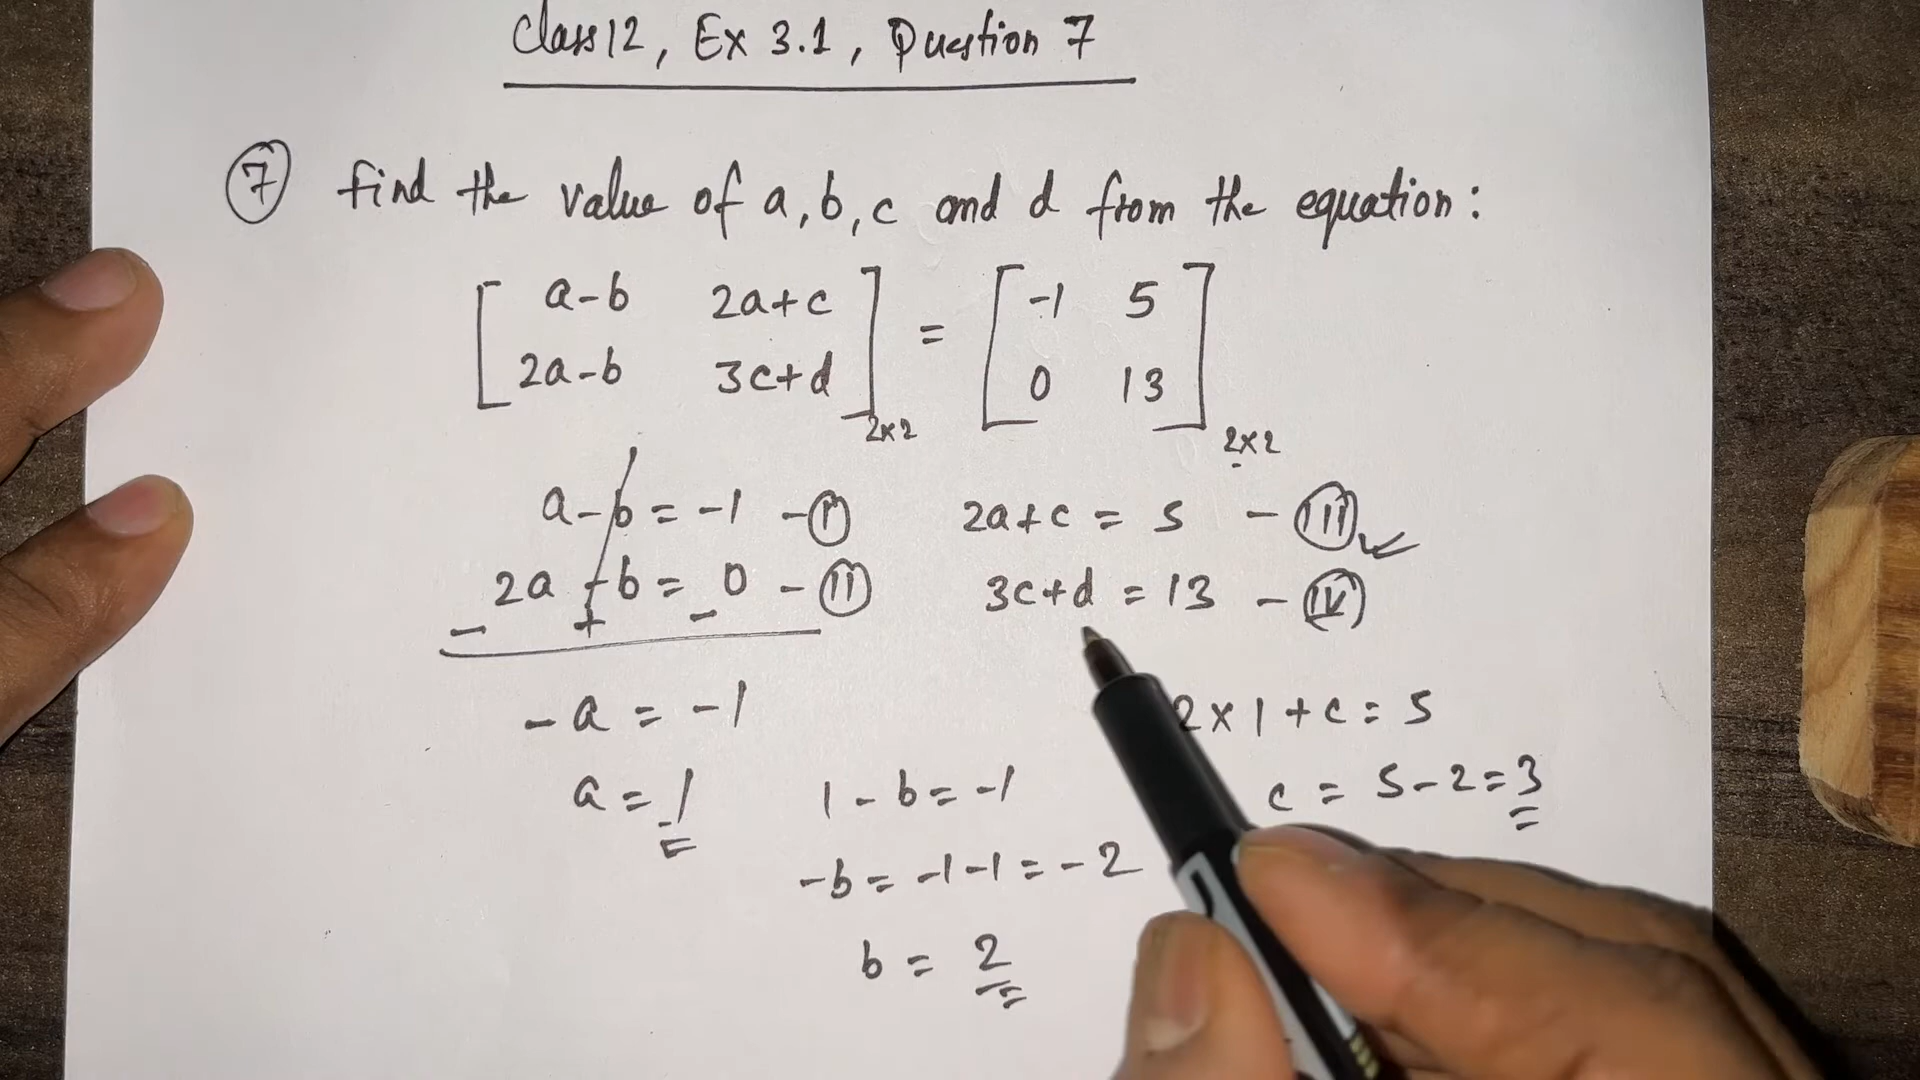 Class 12, Ex 3.1, Question 7
7 find the value of a, b, c and d from the equation:
[ a-b 2a+c ] = [ -1 5 ]
[ 2a-b 3c+d ] 2x2 [ 0 13 ] 2x2
a-b = -1 - I 2a+c = 5 - III
2a-b = 0 - II 3c+d = 13 - IV
- + -
-a = -1 2x1+c = 5
a = 1 1-b = -1 c = 5-2 = 3
-b = -1-1 = -2
b = 2